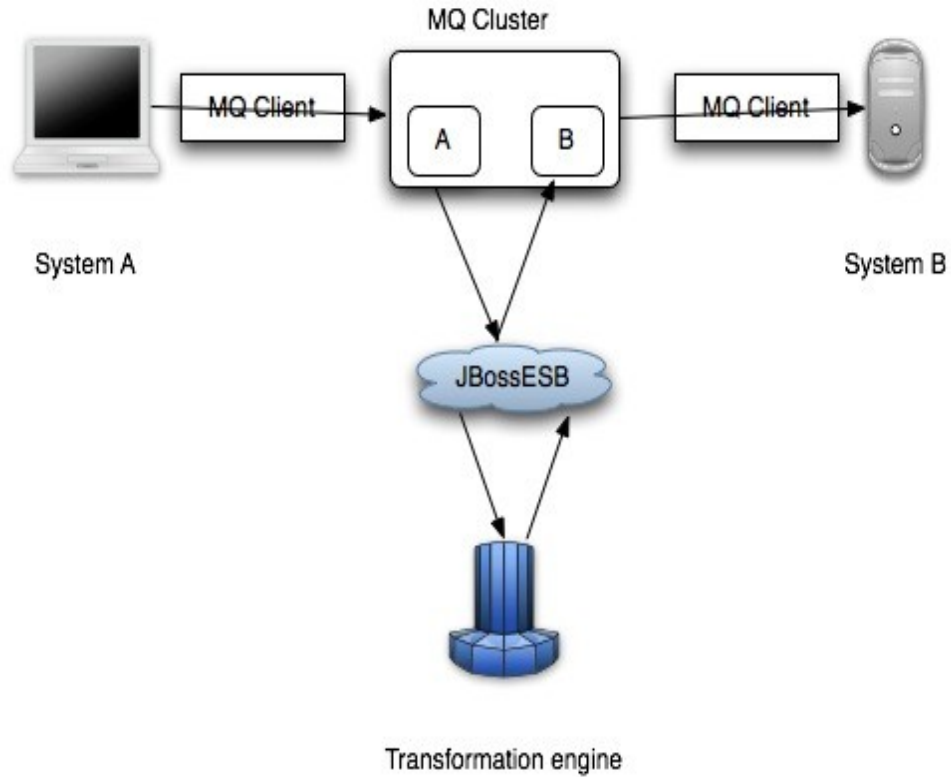 MQ Cluster
MQ Client
A
B
MQ Client
System A
System B
JBossESB
Transformation engine